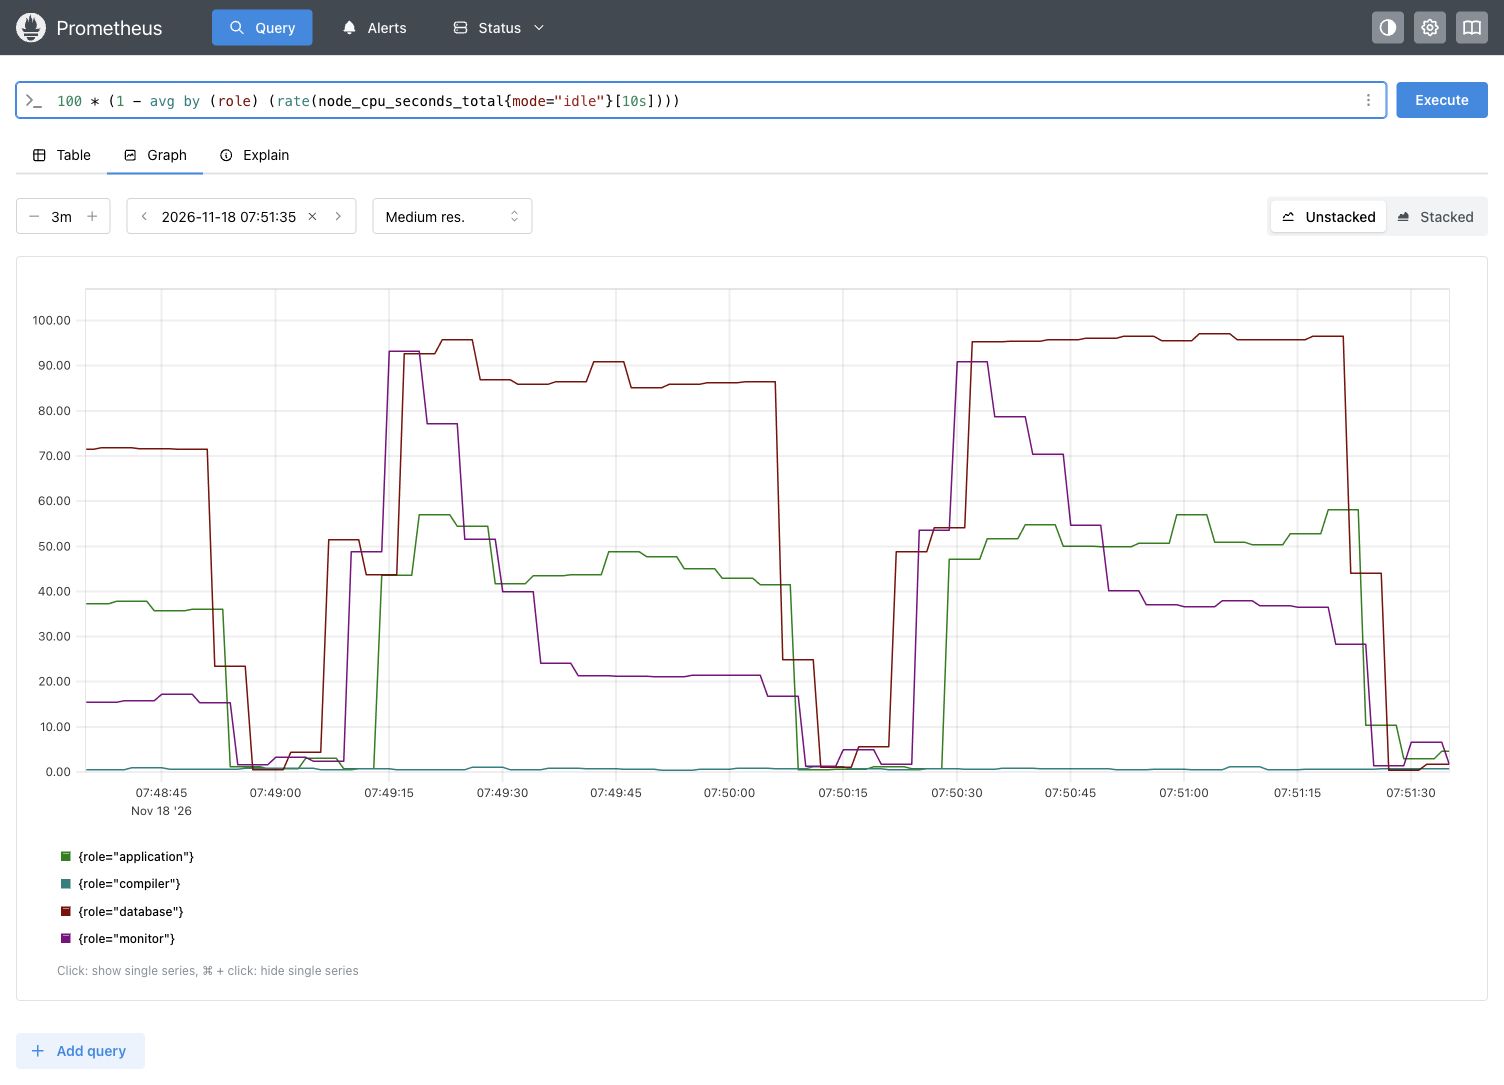 Prometheus Query Alerts Status
100 * (1 - avg by (role) (rate(node_cpu_seconds_total{mode="idle"}[10s]))) Execute
Table Graph Explain
3m 2026-11-18 07:51:35 Medium res. Unstacked Stacked
100.00
90.00
80.00
70.00
60.00
50.00
40.00
30.00
20.00
10.00
0.00
07:48:45 07:49:00 07:49:15 07:49:30 07:49:45 07:50:00 07:50:15 07:50:30 07:50:45 07:51:00 07:51:15 07:51:30
Nov 18 '26
{role="application"}
{role="compiler"}
{role="database"}
{role="monitor"}
Click: show single series, ⌘ + click: hide single series
Add query